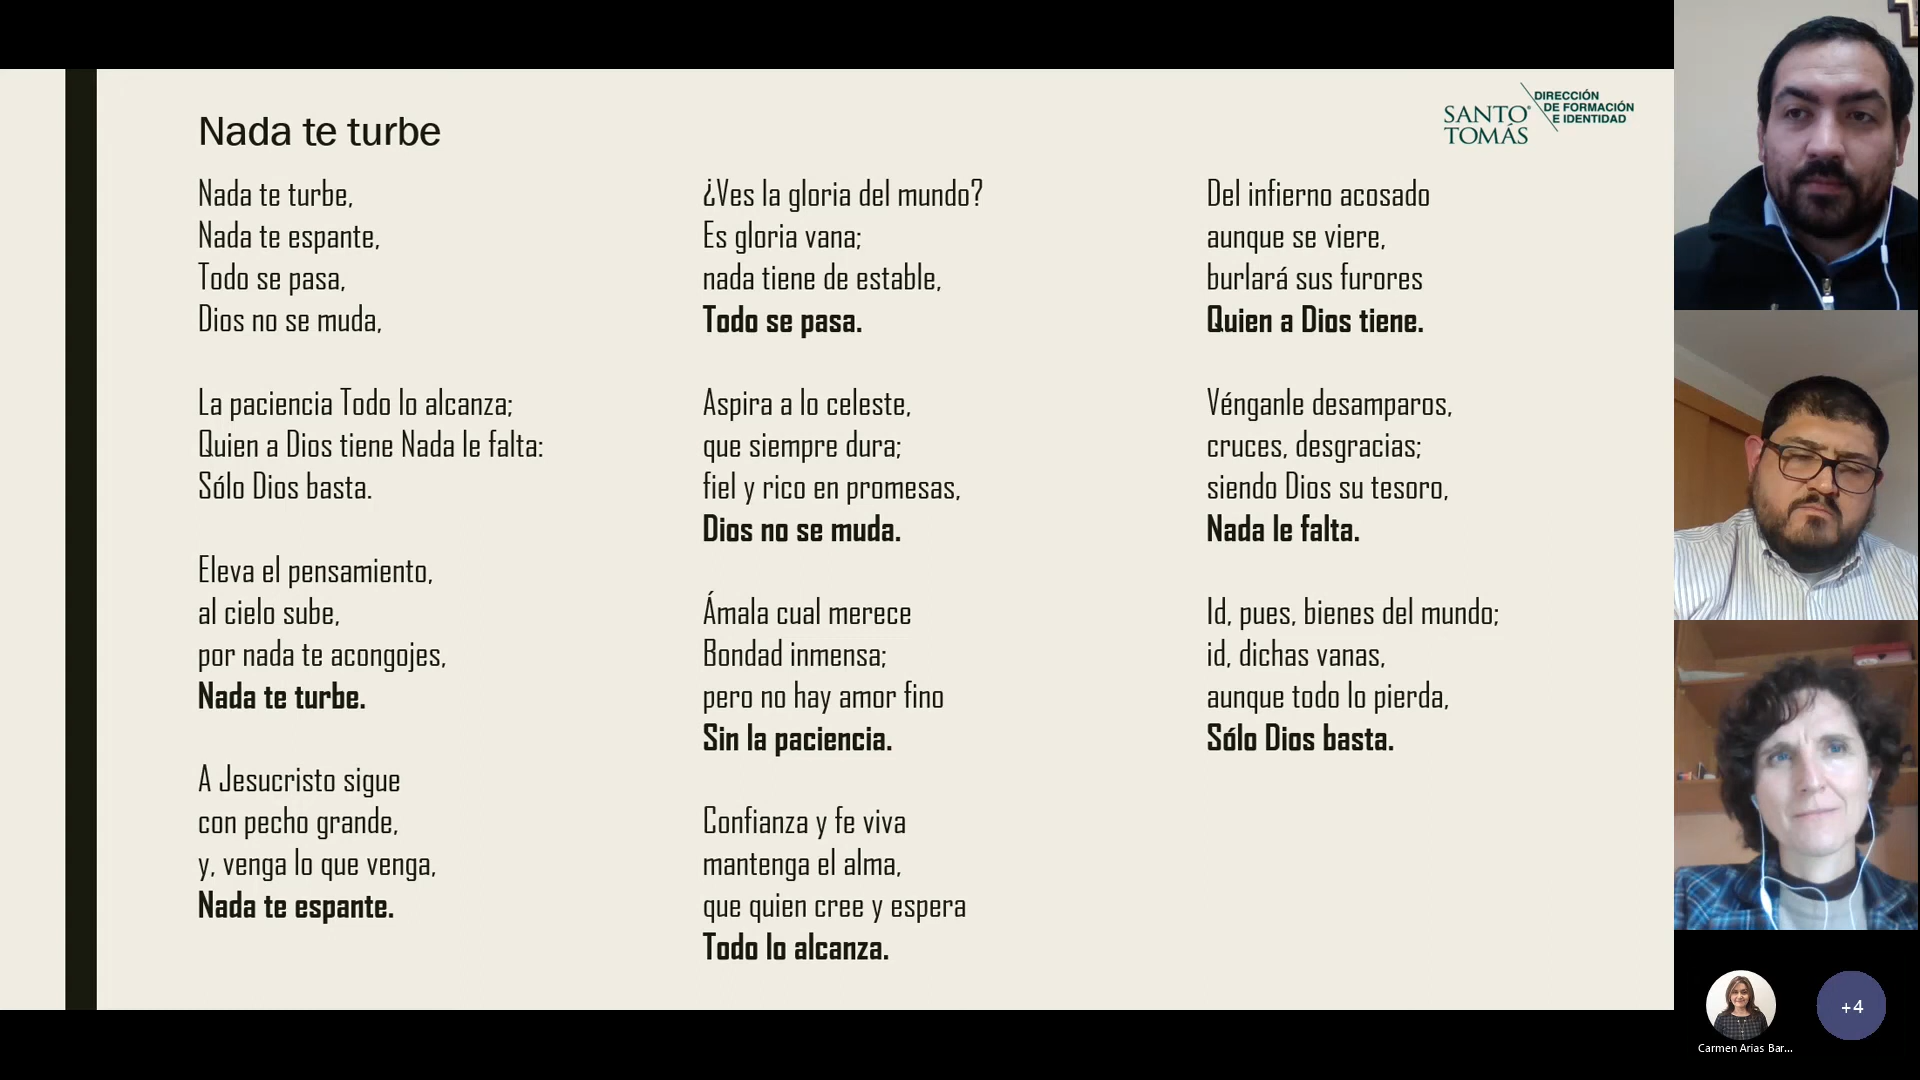 Nada te turbe
Nada te turbe,
Nada te espante,
Todo se pasa,
Dios no se muda,
La paciencia Todo lo alcanza;
Quien a Dios tiene Nada le falta:
Sólo Dios basta.
Eleva el pensamiento,
al cielo sube,
por nada te acongojes,
Nada te turbe.
A Jesucristo sigue
con pecho grande,
y, venga lo que venga,
Nada te espante.
¿Ves la gloria del mundo?
Es gloria vana;
nada tiene de estable,
Todo se pasa.
Aspira a lo celeste,
que siempre dura;
fiel y rico en promesas,
Dios no se muda.
Ámala cual merece
Bondad inmensa;
pero no hay amor fino
Sin la paciencia.
Confianza y fe viva
mantenga el alma,
que quien cree y espera
Todo lo alcanza.
Del infierno acosado
aunque se viere,
burlará sus furores
Quien a Dios tiene.
Vénganle desamparos,
cruces, desgracias;
siendo Dios su tesoro,
Nada le falta.
Id, pues, bienes del mundo;
id, dichas vanas,
aunque todo lo pierda,
Sólo Dios basta.
SANTO
TOMÁS
DIRECCIÓN
DE FORMACIÓN
E IDENTIDAD
Carmen Arias Bar...
+4